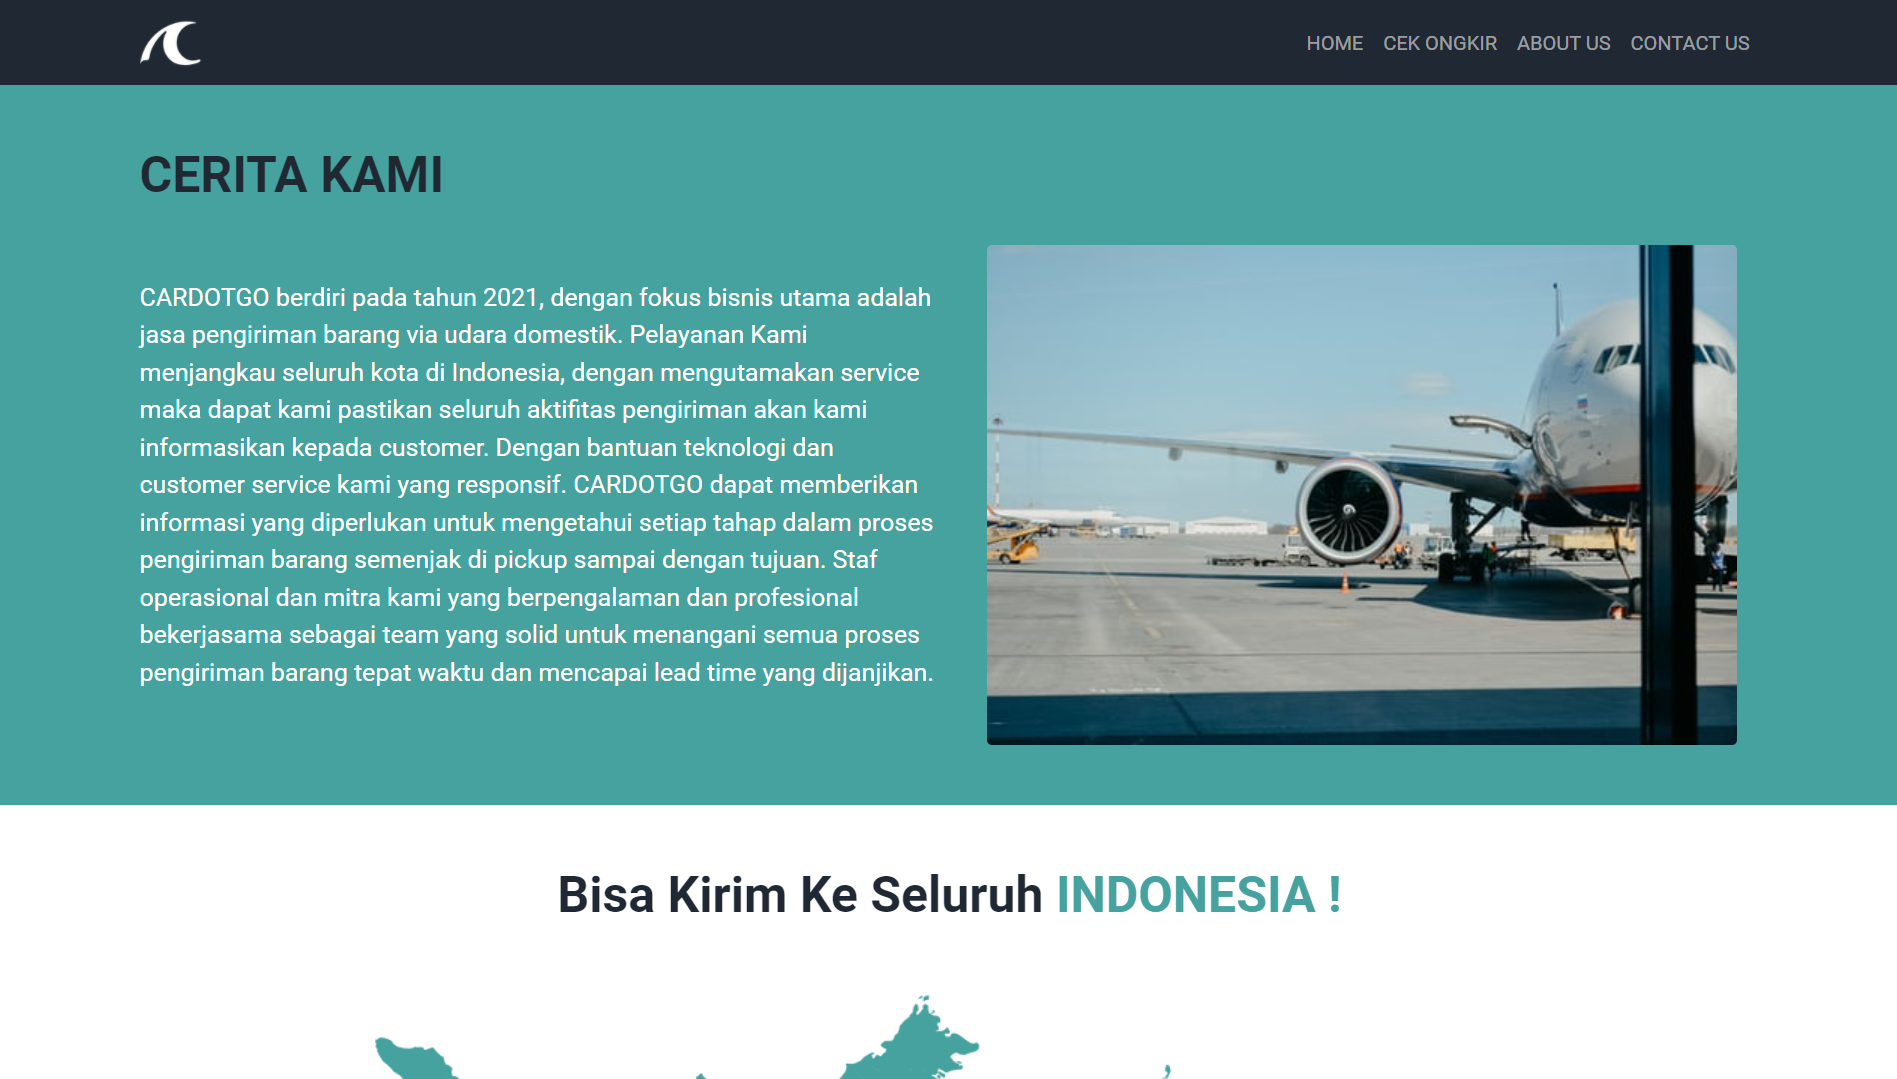 HOME CEK ONGKIR ABOUT US CONTACT US
CERITA KAMI
CARDOTGO berdiri pada tahun 2021, dengan fokus bisnis utama adalah
jasa pengiriman barang via udara domestik. Pelayanan Kami
menjangkau seluruh kota di Indonesia, dengan mengutamakan service
maka dapat kami pastikan seluruh aktifitas pengiriman akan kami
informasikan kepada customer. Dengan bantuan teknologi dan
customer service kami yang responsif. CARDOTGO dapat memberikan
informasi yang diperlukan untuk mengetahui setiap tahap dalam proses
pengiriman barang semenjak di pickup sampai dengan tujuan. Staf
operasional dan mitra kami yang berpengalaman dan profesional
bekerjasama sebagai team yang solid untuk menangani semua proses
pengiriman barang tepat waktu dan mencapai lead time yang dijanjikan.
Bisa Kirim Ke Seluruh INDONESIA !